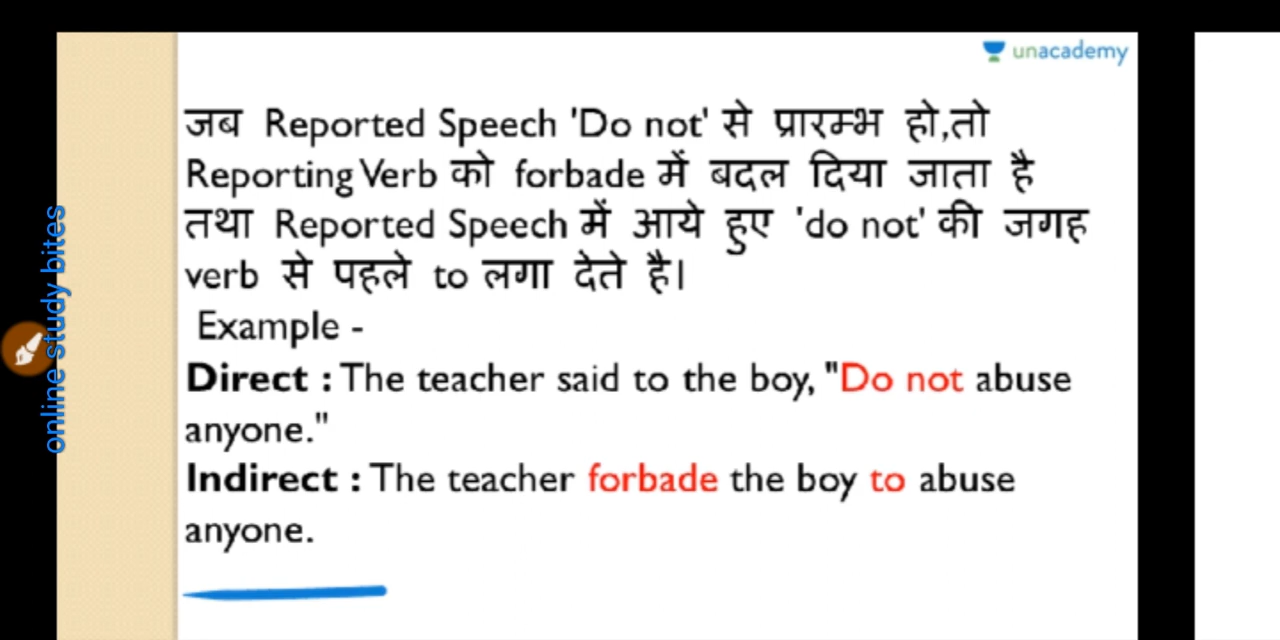 unacademy
जब Reported Speech 'Do not' से प्रारम्भ हो,तो
Reporting Verb को forbade में बदल दिया जाता है
तथा Reported Speech में आये हुए 'do not' की जगह
verb से पहले to लगा देते है।
Example -
Direct : The teacher said to the boy, "Do not abuse
anyone."
Indirect : The teacher forbade the boy to abuse
anyone.
online study bites